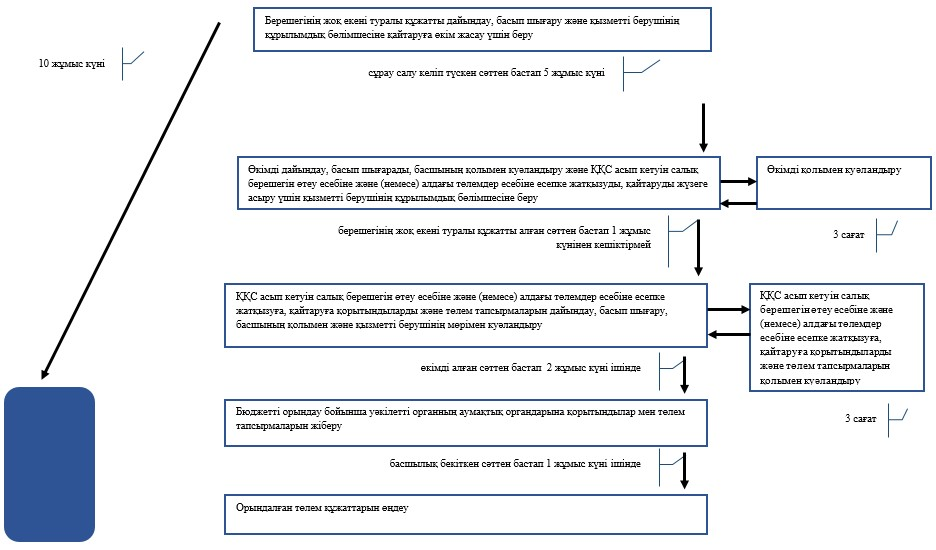 Берешегінің жоқ екені туралы құжатты дайындау, басып шығару және қызметті берушінің
құрылымдық бөлімшесіне қайтаруға өкім жасау үшін беру
10 жұмыс күні
сұрау салу келіп түскен сәттен бастап 5 жұмыс күні
Өкімді дайындау, басып шығарады, басшының қолымен куәландыру және ҚҚС асып кетуін салық
берешегін өтеу есебіне және (немесе) алдағы төлемдер есебіне есепке жатқызуды, қайтаруды жүзеге
асыру үшін қызметті берушінің құрылымдық бөлімшесіне беру
Өкімді қолымен куәландыру
берешегінің жоқ екені туралы құжатты алған сәттен бастап 1 жұмыс
күнінен кешіктірмей
3 сағат
ҚҚС асып кетуін салық берешегін өтеу есебіне және (немесе) алдағы төлемдер есебіне есепке
жатқызуға, қайтаруға қорытындыларды және төлем тапсырмаларын дайындау, басып шығару,
басшының қолымен және қызметті берушінің мөрімен куәландыру
ҚҚС асып кетуін салық
берешегін өтеу есебіне және
(немесе) алдағы төлемдер
есебіне есепке жатқызуға,
қайтаруға қорытындыларды
және төлем тапсырмаларын
қолымен куәландыру
өкімді алған сәттен бастап 2 жұмыс күні ішінде
Бюджетті орындау бойынша уәкілетті органның аумақтық органдарына қорытындылар мен төлем
тапсырмаларын жіберу
3 сағат
басшылық бекіткен сәттен бастап 1 жұмыс күні ішінде
Орындалған төлем құжаттарын өңдеу